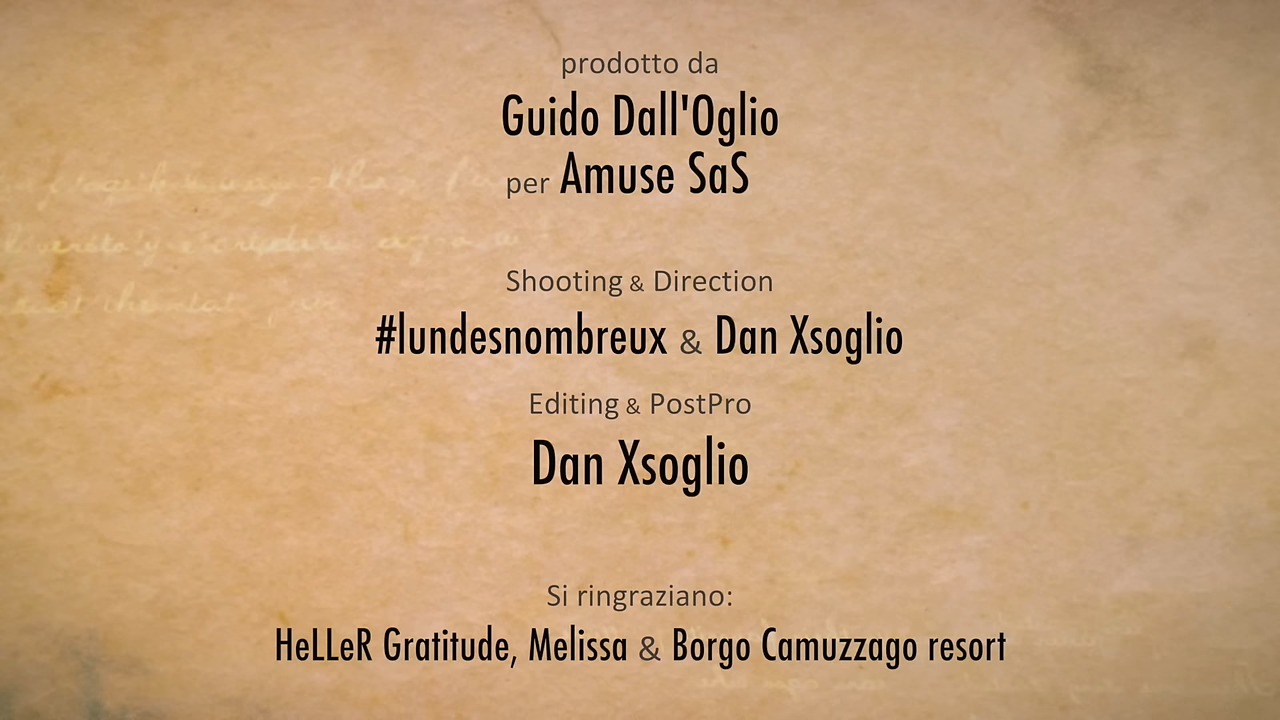 prodotto da
Guido Dall'Oglio
per Amuse SaS
Shooting & Direction
#lundesnombreux & Dan Xsoglio
Editing & PostPro
Dan Xsoglio
Si ringraziano:
HeLLeR Gratitude, Melissa & Borgo Camuzzago resort